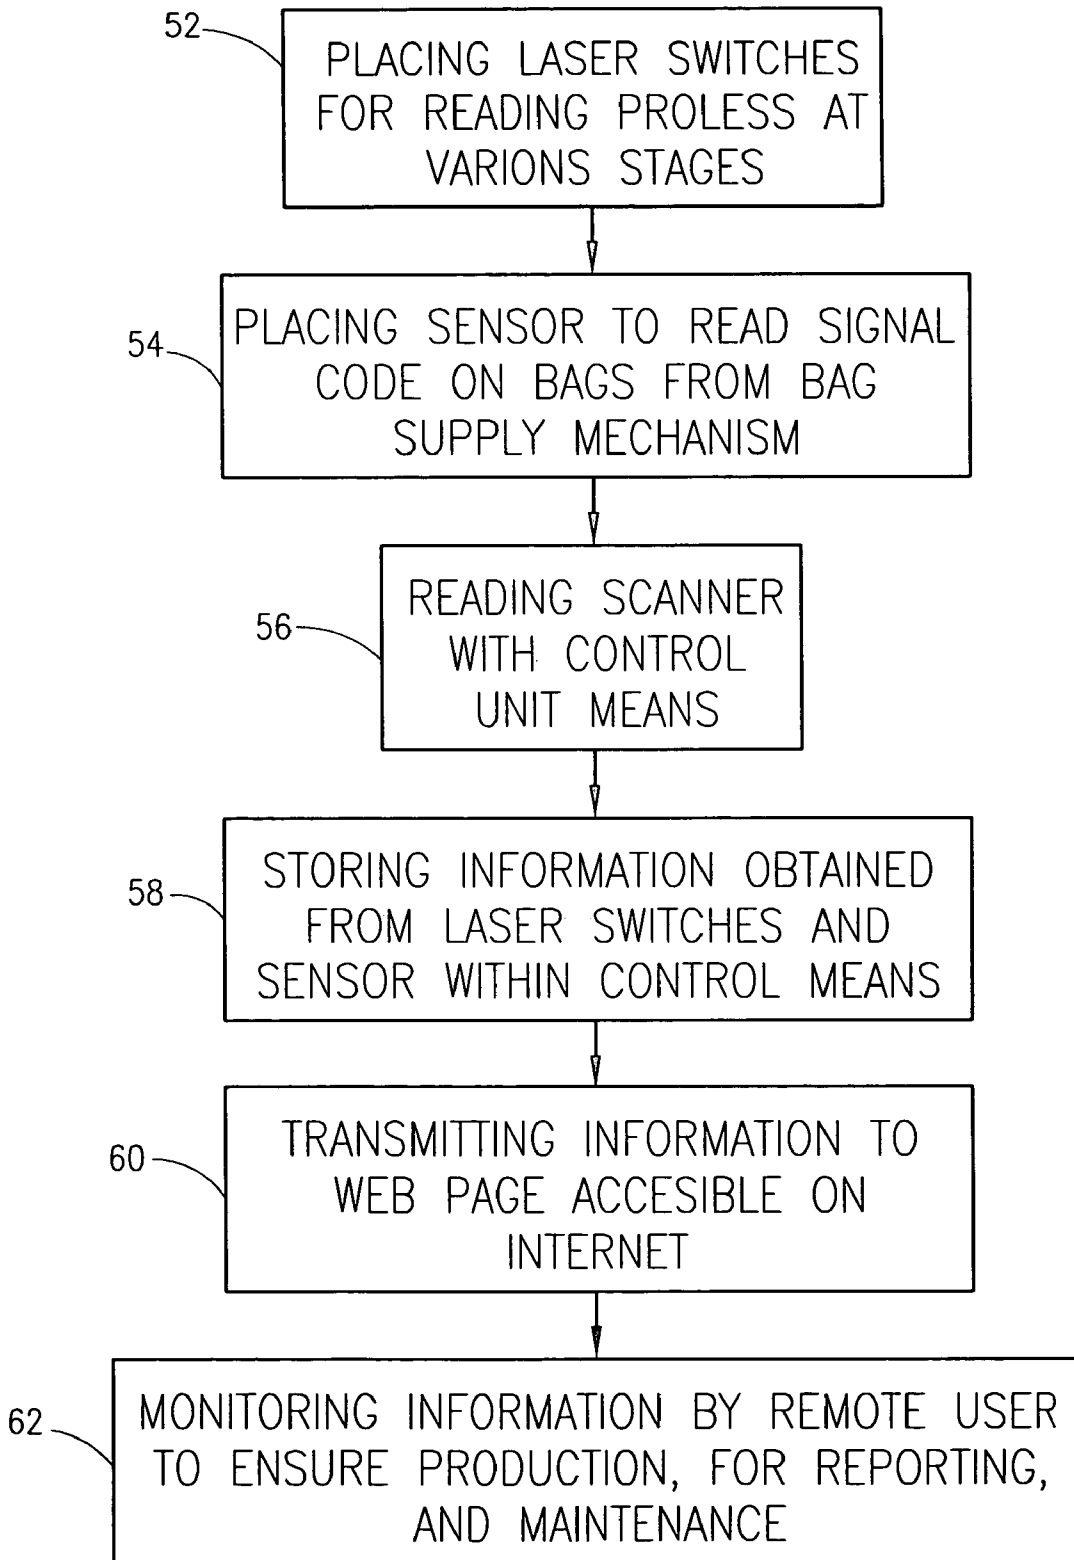 52
PLACING LASER SWITCHES
FOR READING PROLESS AT
VARIONS STAGES
54
PLACING SENSOR TO READ SIGNAL
CODE ON BAGS FROM BAG
SUPPLY MECHANISM
56
READING SCANNER
WITH CONTROL
UNIT MEANS
58
STORING INFORMATION OBTAINED
FROM LASER SWITCHES AND
SENSOR WITHIN CONTROL MEANS
60
TRANSMITTING INFORMATION TO
WEB PAGE ACCESIBLE ON
INTERNET
62
MONITORING INFORMATION BY REMOTE USER
TO ENSURE PRODUCTION, FOR REPORTING,
AND MAINTENANCE